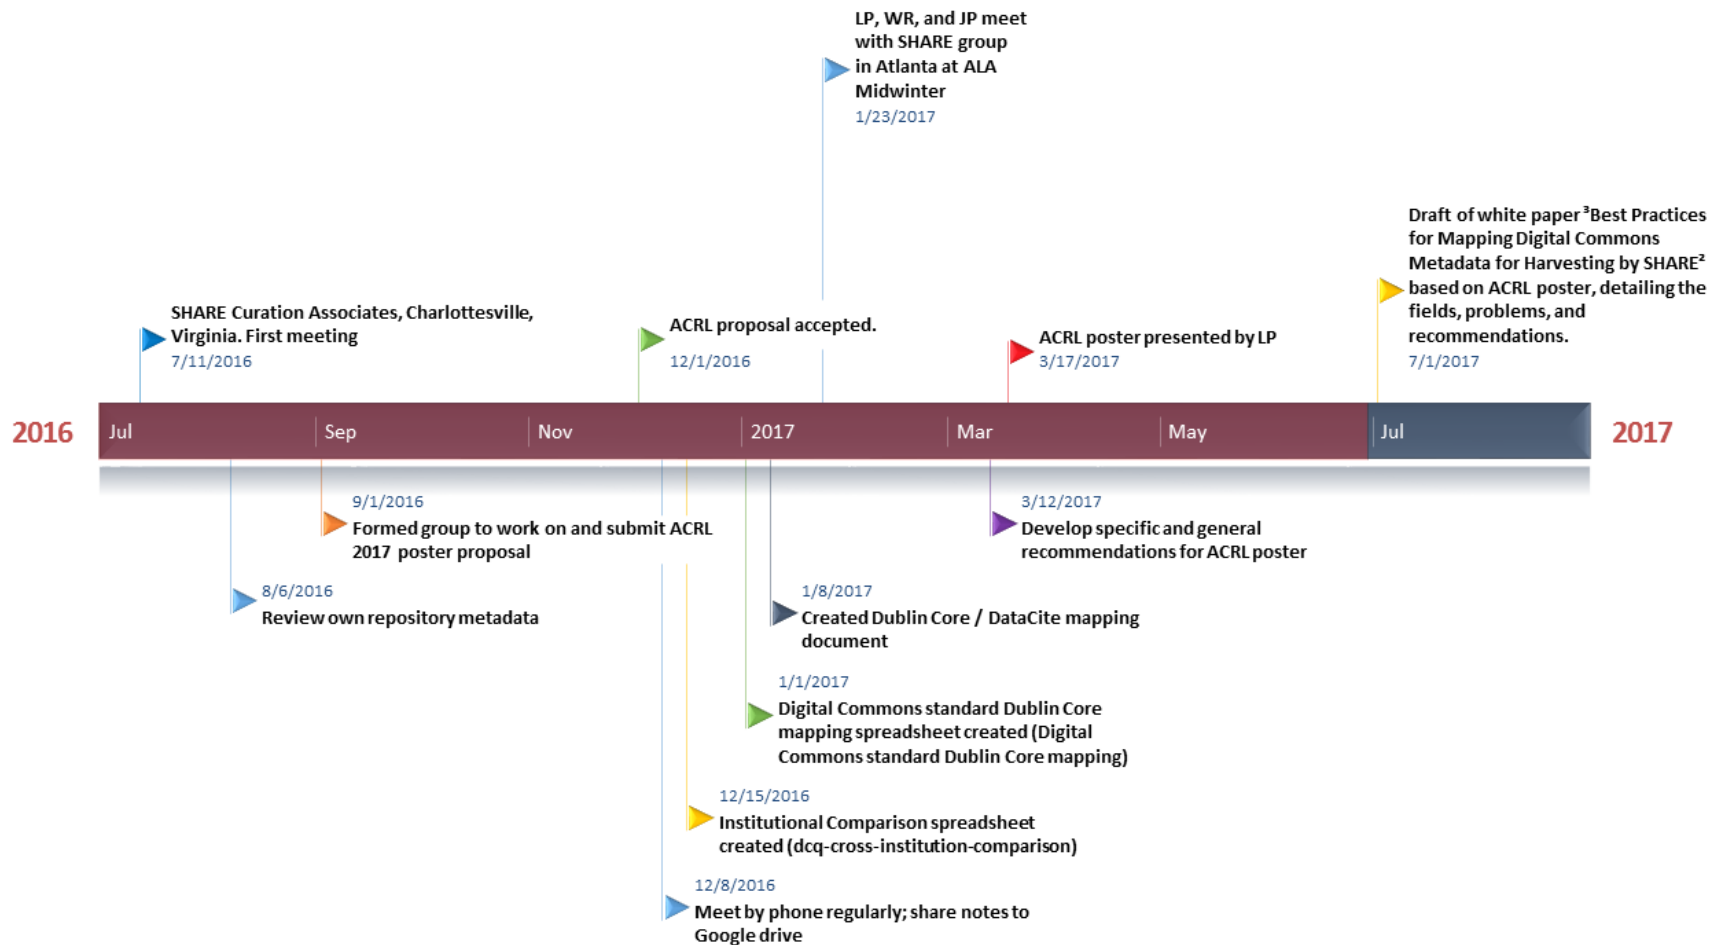 LP, WR, and JP meet
with SHARE group
in Atlanta at ALA
Midwinter
1/23/2017
Draft of white paper ³Best Practices
for Mapping Digital Commons
Metadata for Harvesting by SHARE²
based on ACRL poster, detailing the
fields, problems, and
recommendations.
7/1/2017
SHARE Curation Associates, Charlottesville,
Virginia. First meeting
7/11/2016
ACRL proposal accepted.
12/1/2016
ACRL poster presented by LP
3/17/2017
2016
Jul
Sep
Nov
2017
Mar
May
Jul
2017
9/1/2016
Formed group to work on and submit ACRL
2017 poster proposal
3/12/2017
Develop specific and general
recommendations for ACRL poster
8/6/2016
Review own repository metadata
1/8/2017
Created Dublin Core / DataCite mapping
document
1/1/2017
Digital Commons standard Dublin Core
mapping spreadsheet created (Digital
Commons standard Dublin Core mapping)
12/15/2016
Institutional Comparison spreadsheet
created (dcq-cross-institution-comparison)
12/8/2016
Meet by phone regularly; share notes to
Google drive